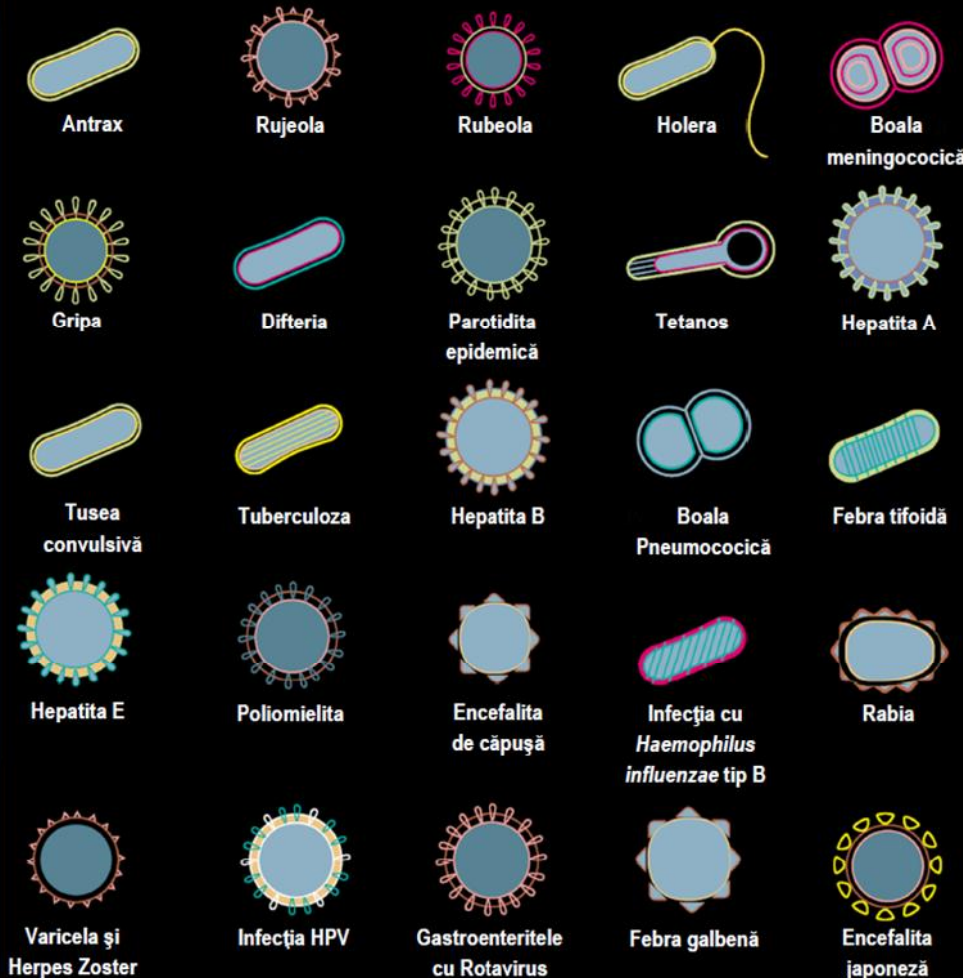 Antrax
Rujeola
Rubeola
Holera
Boala
meningococică
Gripa
Difteria
Parotidita
epidemică
Tetanos
Hepatita A
Tusea
convulsivă
Tuberculoza
Hepatita B
Boala
Pneumococică
Febra tifoidă
Hepatita E
Poliomielita
Encefalita
de căpuşă
Infecţia cu
Haemophilus
influenzae tip B
Rabia
Varicela şi
Herpes Zoster
Infecţia HPV
Gastroenteritele
cu Rotavirus
Febra galbenă
Encefalita
japoneză